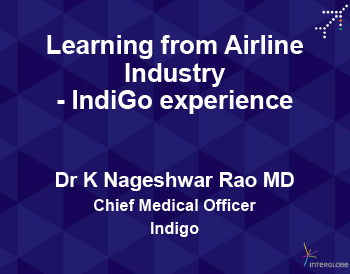 Learning from Airline
Industry
- IndiGo experience
Dr K Nageshwar Rao MD
Chief Medical Officer
Indigo
INTERGLOBE